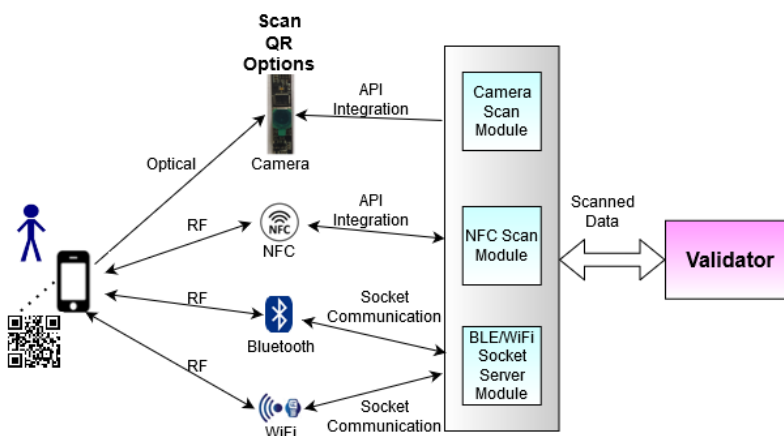 Scan
QR
Options
API
Integration
Camera
Scan
Module
Optical
Camera
RF
NFC
NFC
API
Integration
NFC Scan
Module
Scanned
Data
Validator
RF
Bluetooth
Socket
Communication
BLE/WiFi
Socket
Server
Module
RF
WiFi
Socket
Communication